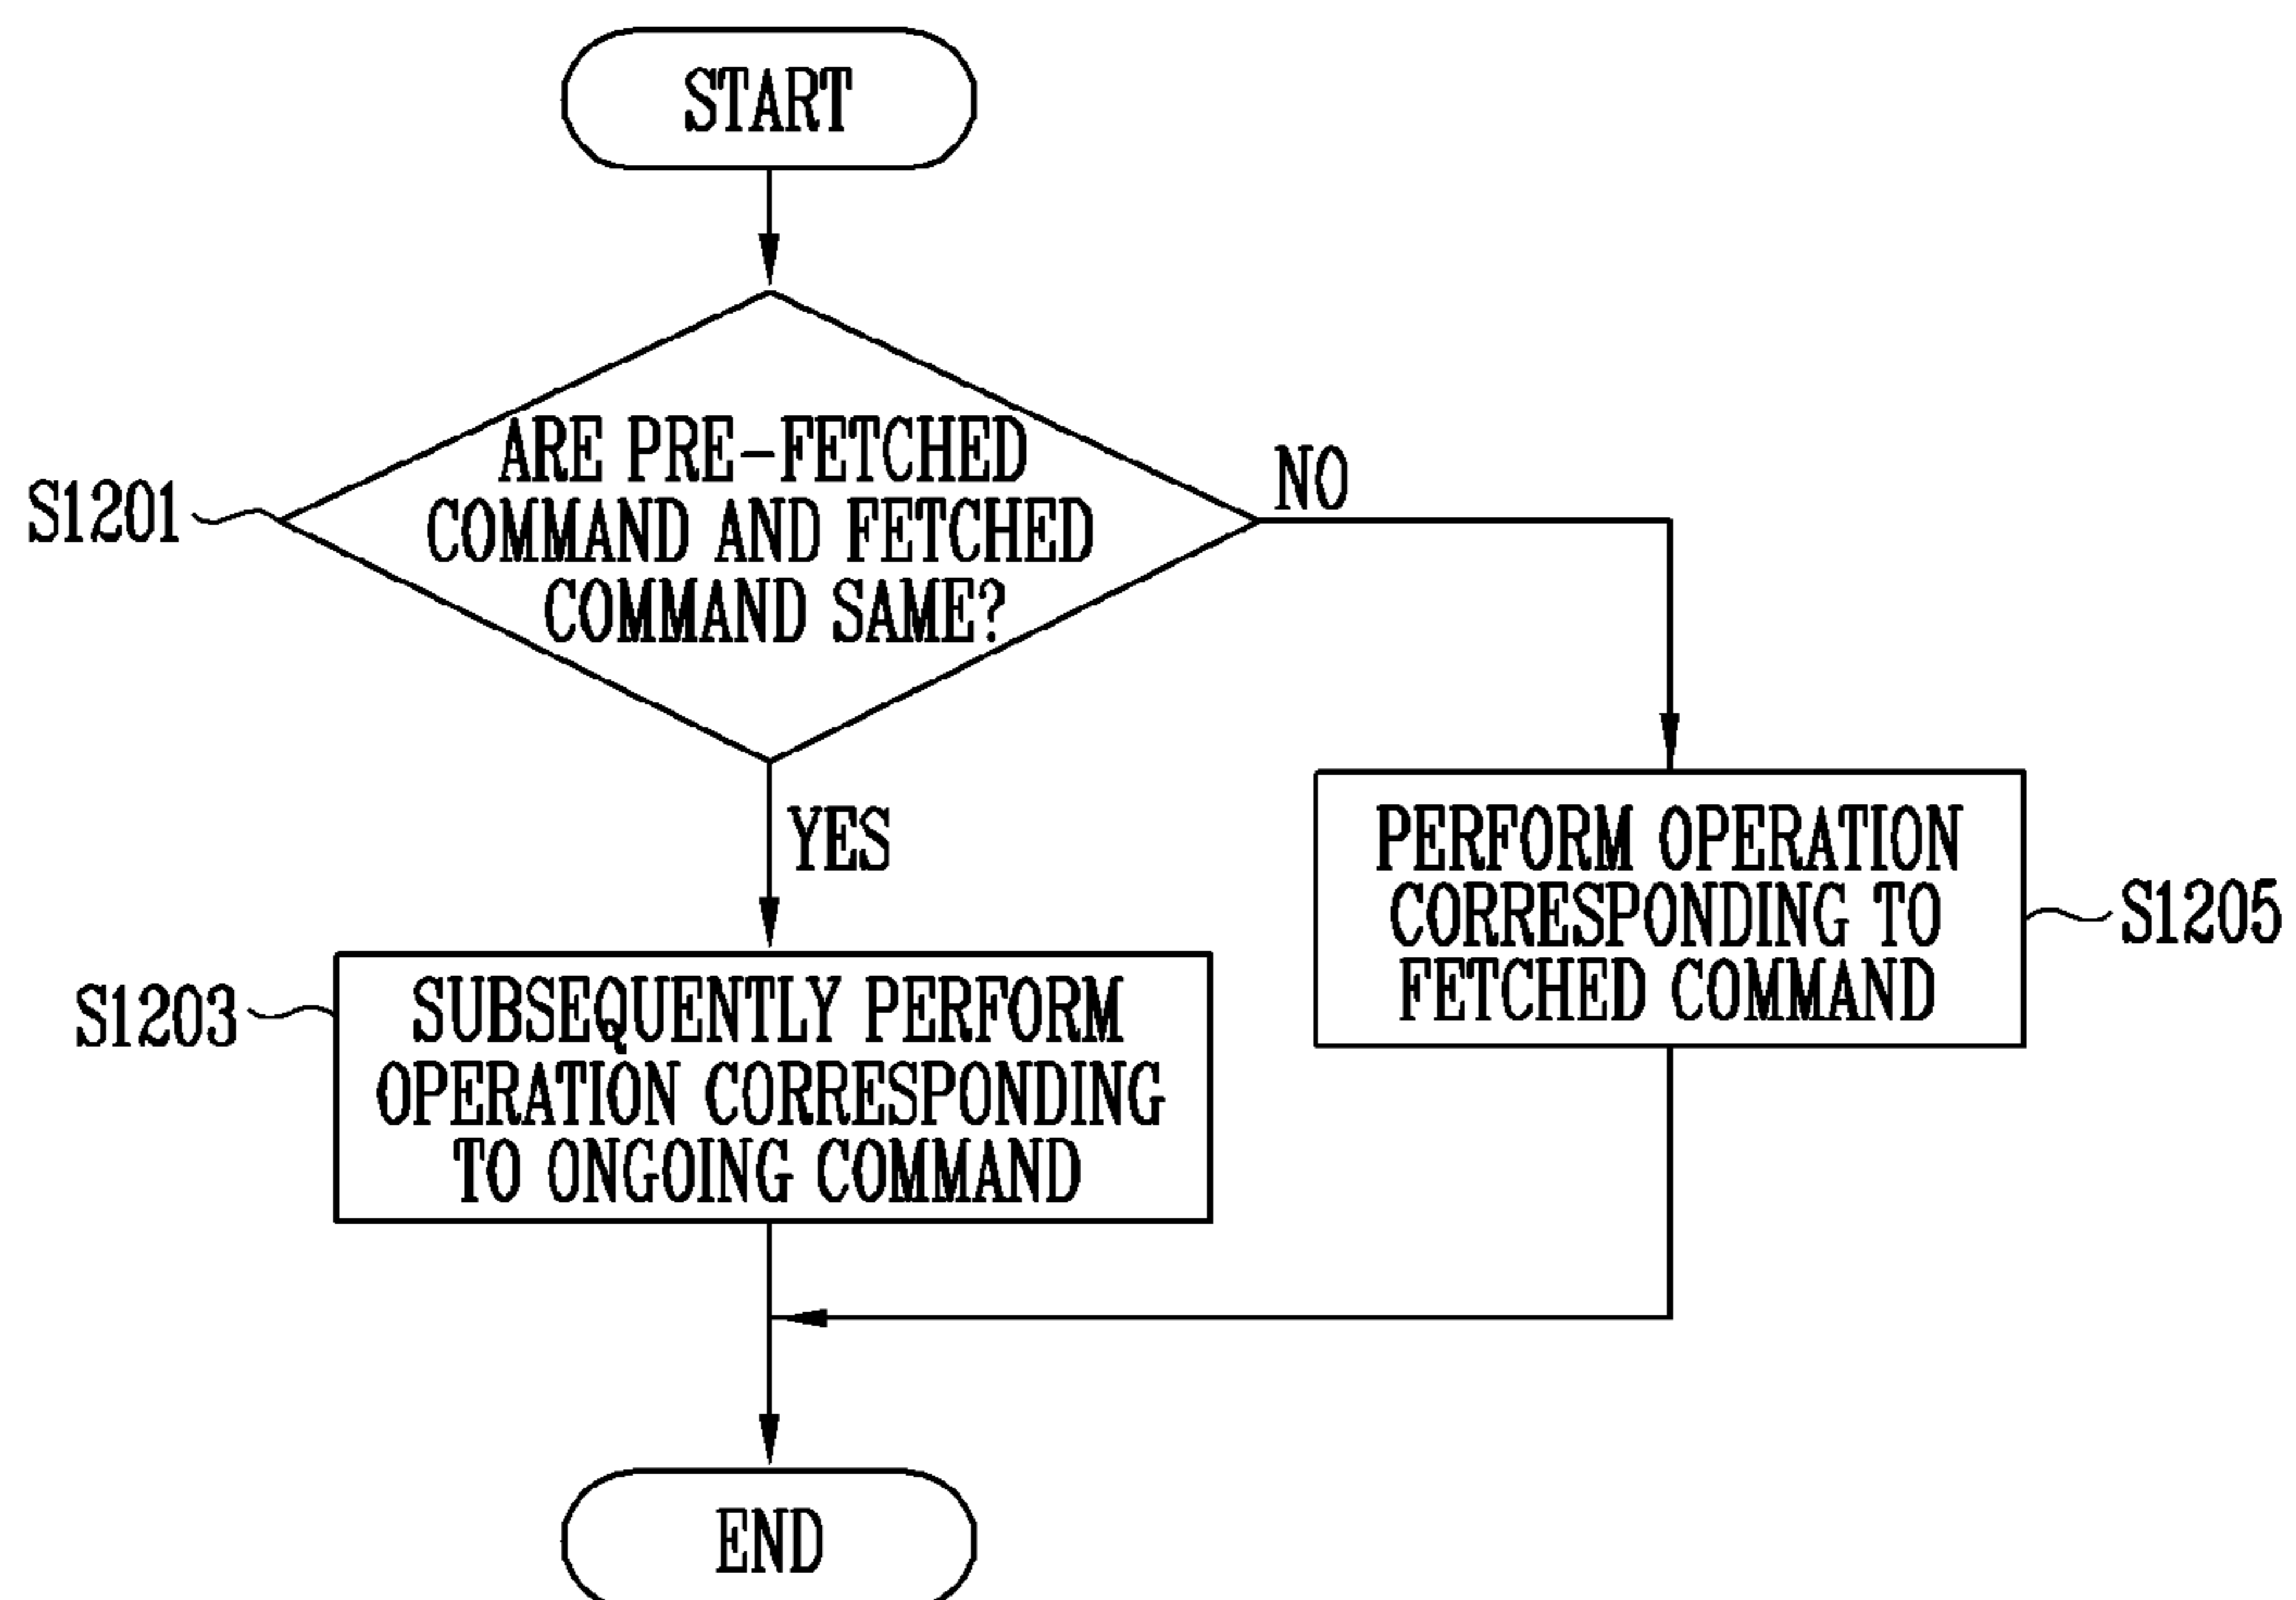 START
ARE PRE-FETCHED
COMMAND AND FETCHED
COMMAND SAME?
S1201
NO
YES
PERFORM OPERATION
CORRESPONDING TO
FETCHED COMMAND
S1205
SUBSEQUENTLY PERFORM
OPERATION CORRESPONDING
TO ONGOING COMMAND
S1203
END